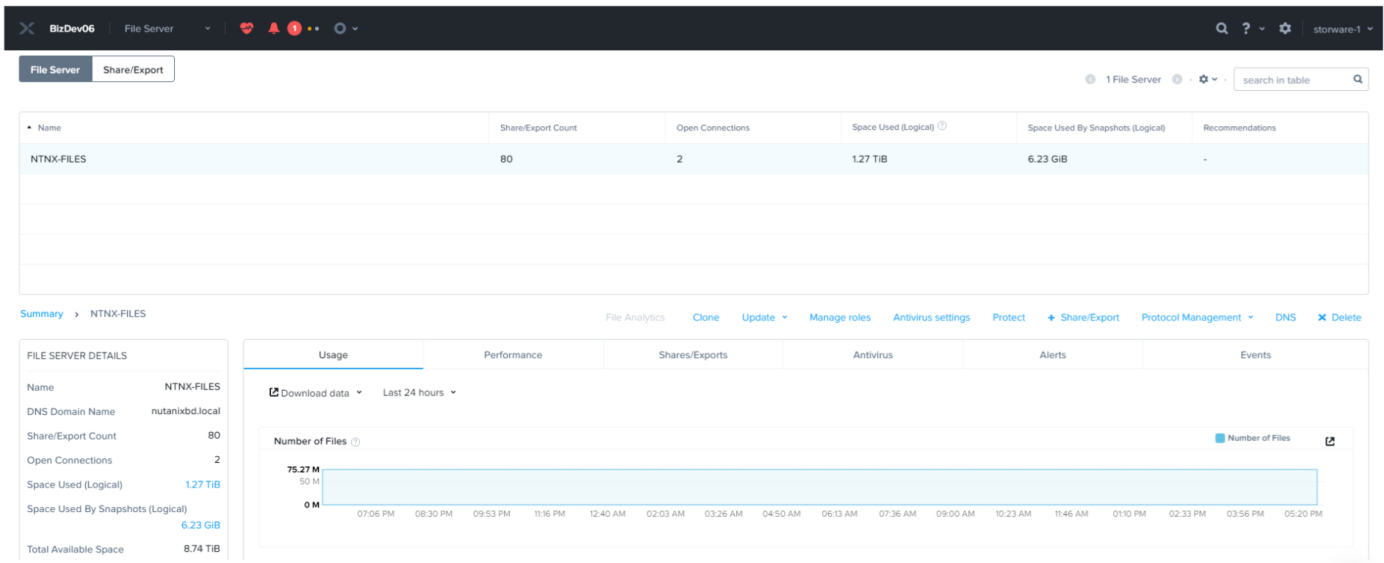 BizDev06 File Server 1 ? storware-1
File Server Share/Export
1 File Server search in table
Name Share/Export Count Open Connections Space Used (Logical) ? Space Used By Snapshots (Logical) Recommendations
NTNX-FILES 80 2 1.27 TiB 6.23 GiB -
Summary > NTNX-FILES File Analytics Clone Update Manage roles Antivirus settings Protect + Share/Export Protocol Management DNS × Delete
FILE SERVER DETAILS
Name NTNX-FILES
DNS Domain Name nutanixbd.local
Share/Export Count 80
Open Connections 2
Space Used (Logical) 1.27 TiB
Space Used By Snapshots (Logical)
6.23 GiB
Total Available Space 8.74 TiB
Usage Performance Shares/Exports Antivirus Alerts Events
Download data Last 24 hours
Number of Files ? Number of Files
75.27 M
50 M
0 M
07:06 PM 08:30 PM 09:53 PM 11:16 PM 12:40 AM 02:03 AM 03:26 AM 04:50 AM 06:13 AM 07:36 AM 09:00 AM 10:23 AM 11:46 AM 01:10 PM 02:33 PM 03:56 PM 05:20 PM